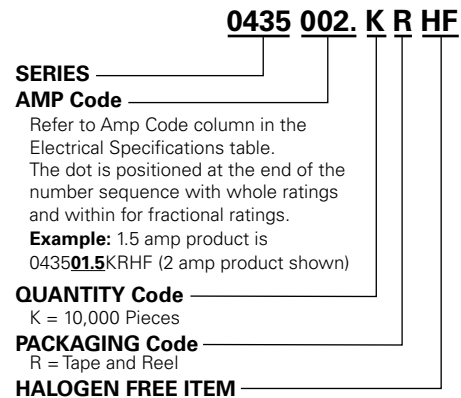 0435 002. K R HF
SERIES
AMP Code
Refer to Amp Code column in the
Electrical Specifications table.
The dot is positioned at the end of the
number sequence with whole ratings
and within for fractional ratings.
Example: 1.5 amp product is
043501.5KRHF (2 amp product shown)
QUANTITY Code
K = 10,000 Pieces
PACKAGING Code
R = Tape and Reel
HALOGEN FREE ITEM